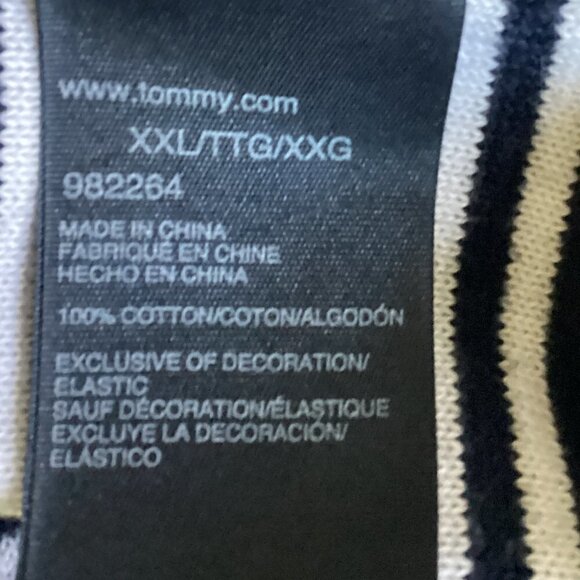 www.tommy.com
XXL/TTG/XXG
982264
MADE IN CHINA
FABRIQUÉ EN CHINE
HECHO EN CHINA
100% COTTON/COTON/ALGODÓN
EXCLUSIVE OF DECORATION/
ELASTIC
SAUF DÉCORATION/ÉLASTIQUE
EXCLUYE LA DECORACIÓN/
ELÁSTICO